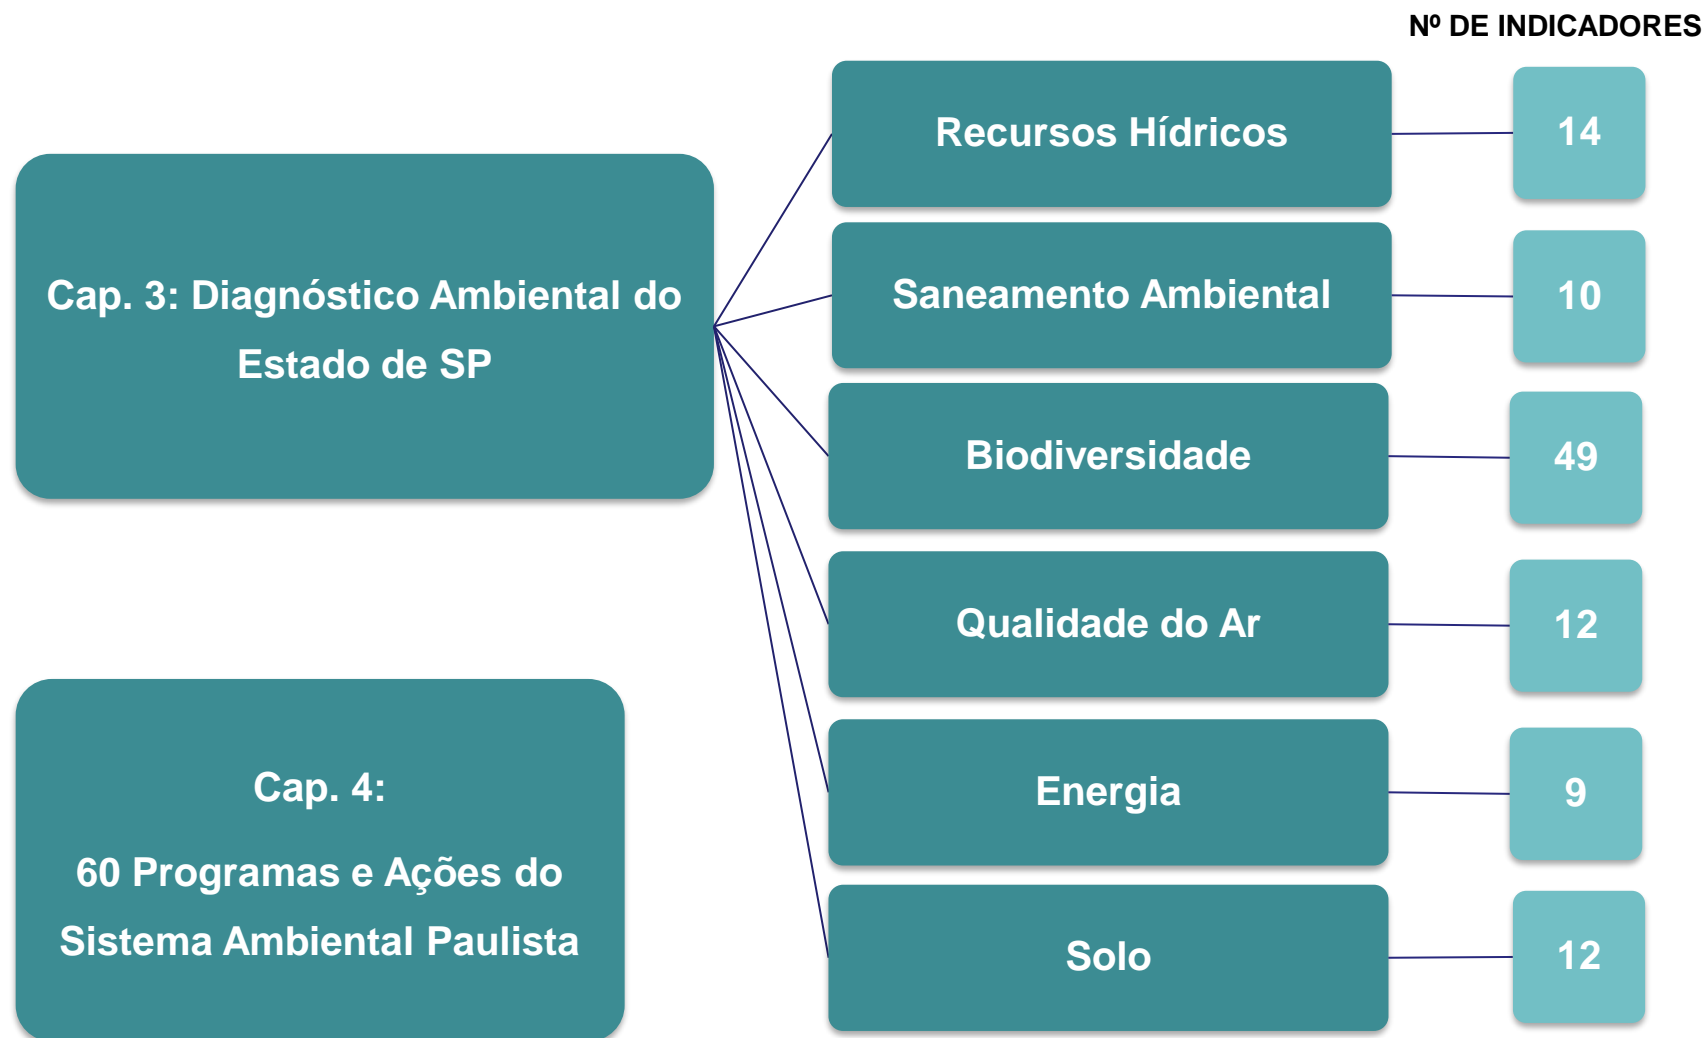 Nº DE INDICADORES
Cap. 3: Diagnóstico Ambiental do
Estado de SP
Recursos Hídricos
14
Saneamento Ambiental
10
Biodiversidade
49
Qualidade do Ar
12
Energia
9
Solo
12
Cap. 4:
60 Programas e Ações do
Sistema Ambiental Paulista